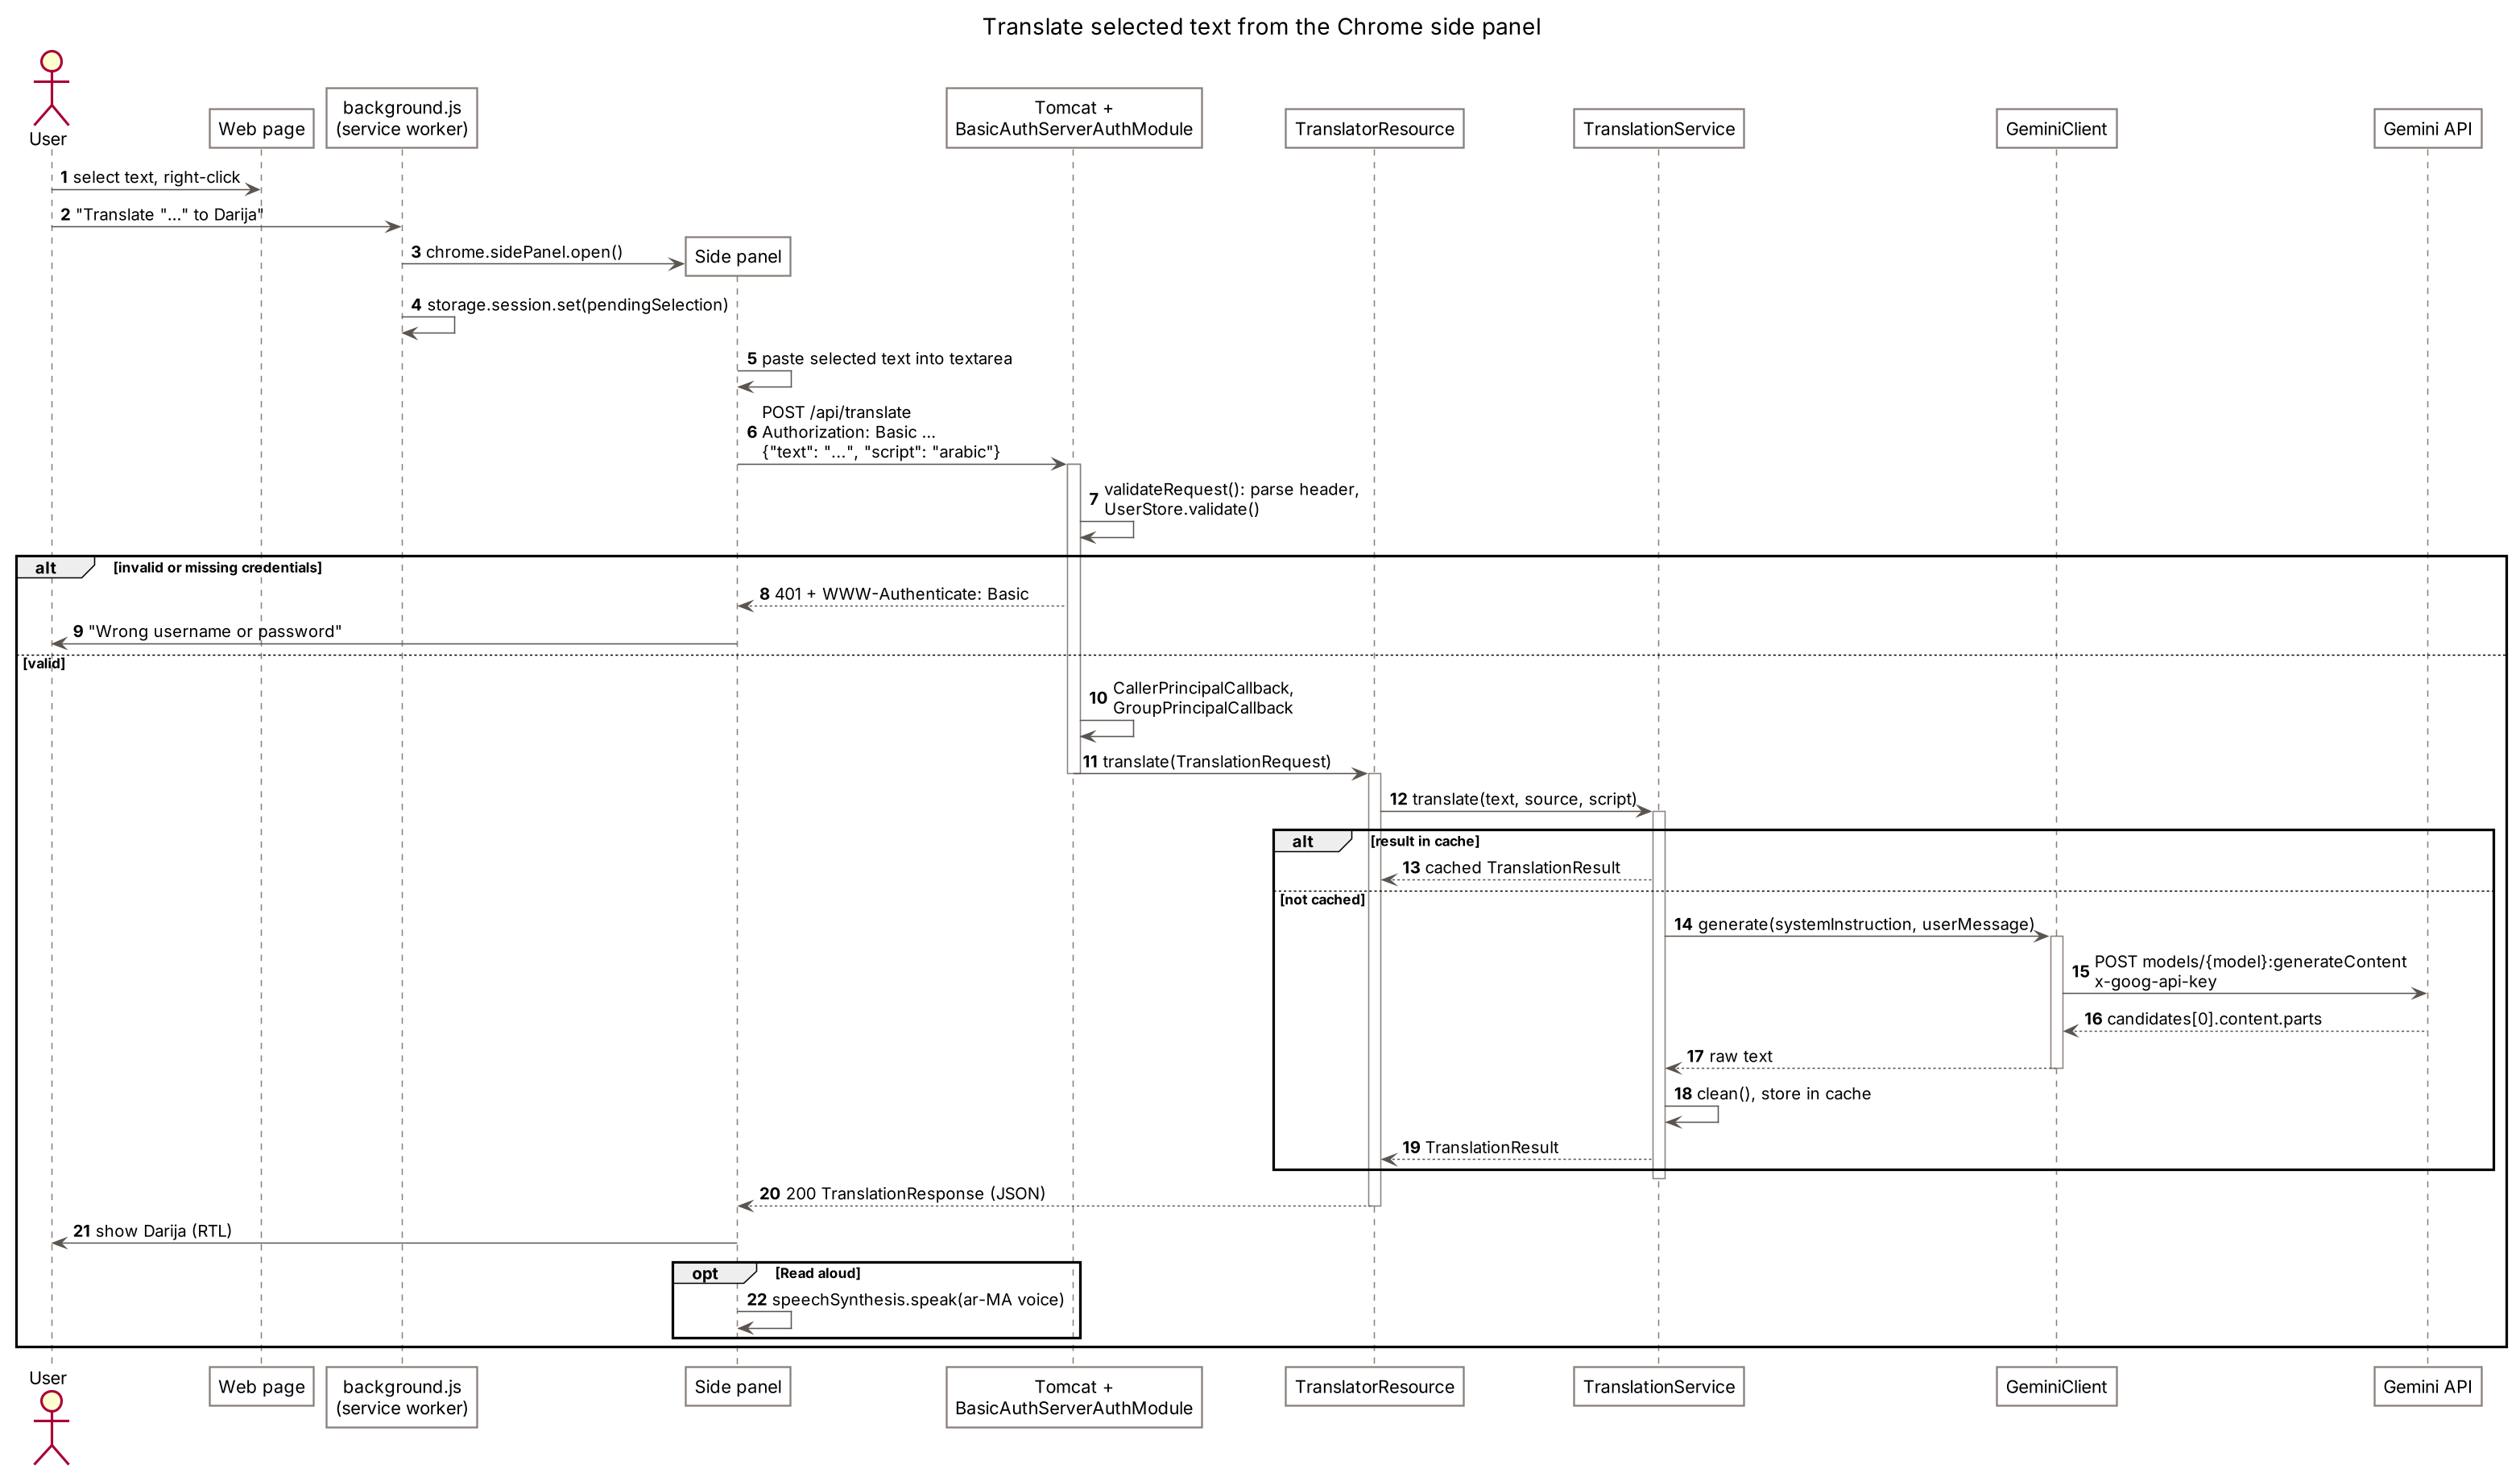 Translate selected text from the Chrome side panel
User
Web page
background.js
(service worker)
Tomcat +
BasicAuthServerAuthModule
TranslatorResource
TranslationService
GeminiClient
Gemini API
1 select text, right-click
2 "Translate "..." to Darija"
3 chrome.sidePanel.open()
Side panel
4 storage.session.set(pendingSelection)
5 paste selected text into textarea
POST /api/translate
6 Authorization: Basic ...
{"text": "...", "script": "arabic"}
7 validateRequest(): parse header,
UserStore.validate()
alt [invalid or missing credentials]
8 401 + WWW-Authenticate: Basic
9 "Wrong username or password"
[valid]
10 CallerPrincipalCallback,
GroupPrincipalCallback
11 translate(TranslationRequest)
12 translate(text, source, script)
alt [result in cache]
13 cached TranslationResult
[not cached]
14 generate(systemInstruction, userMessage)
15 POST models/{model}:generateContent
x-goog-api-key
16 candidates[0].content.parts
17 raw text
18 clean(), store in cache
19 TranslationResult
20 200 TranslationResponse (JSON)
21 show Darija (RTL)
opt [Read aloud]
22 speechSynthesis.speak(ar-MA voice)
User
Web page
background.js
(service worker)
Side panel
Tomcat +
BasicAuthServerAuthModule
TranslatorResource
TranslationService
GeminiClient
Gemini API